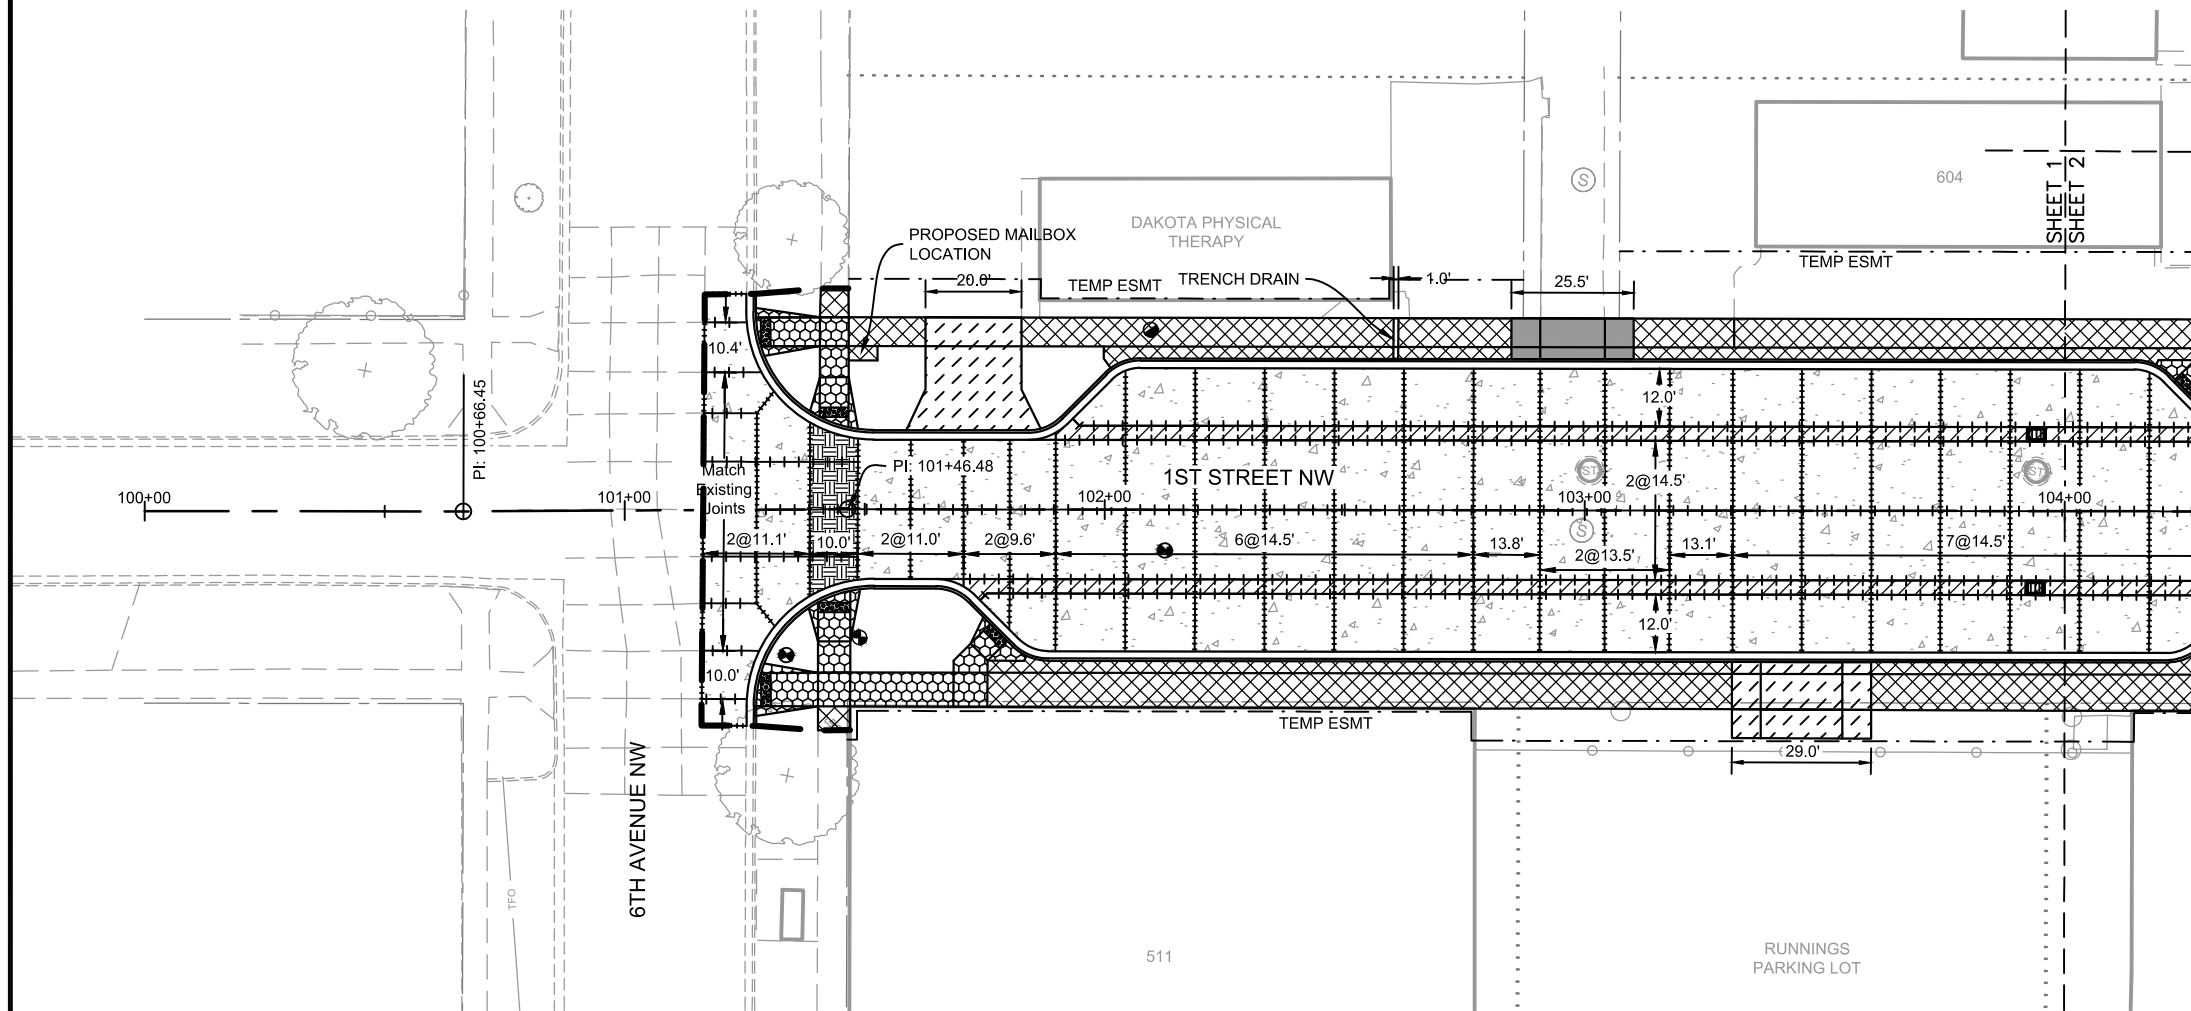 SHEET 1
SHEET 2
604
DAKOTA PHYSICAL
THERAPY
S
PROPOSED MAILBOX
LOCATION
TEMP ESMT
20.0'
TEMP ESMT
TRENCH DRAIN
1.0'
25.5'
10.4'
12.0'
PI: 100+66.45
Match
Existing
Joints
PI: 101+46.48
1ST STREET NW
ST
ST
2@14.5'
100+00
101+00
102+00
103+00
104+00
S
2@11.1'
10.0'
2@11.0'
2@9.6'
6@14.5'
13.8'
2@13.5'
13.1'
7@14.5'
12.0'
10.0'
TEMP ESMT
29.0'
6TH AVENUE NW
TFO
511
RUNNINGS
PARKING LOT